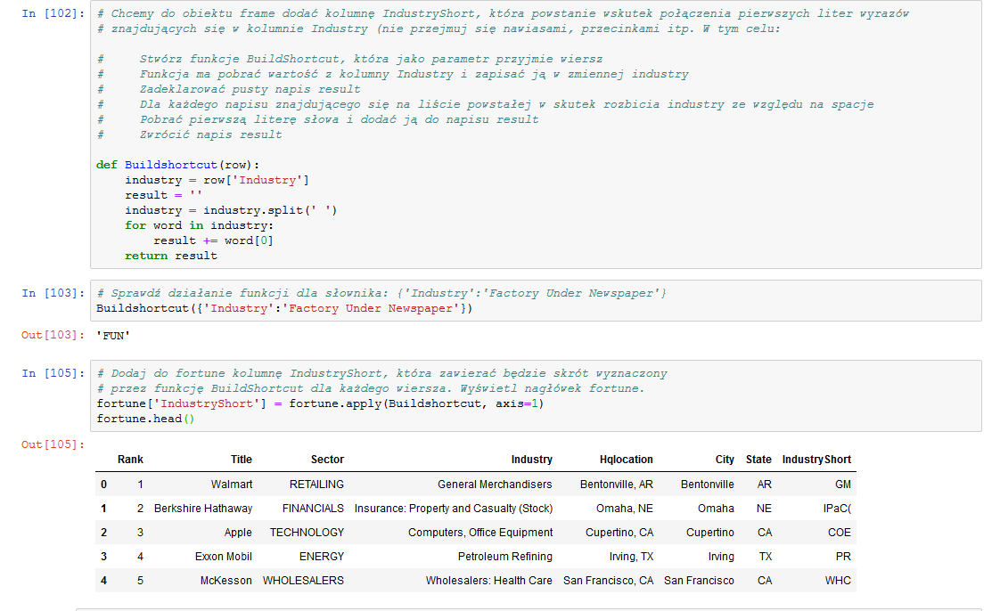 In [102]: # Chcemy do obiektu frame dodać kolumnę IndustryShort, która powstanie wskutek połączenia pierwszych liter wyrazów
# znajdujących się w kolumnie Industry (nie przejmuj się nawiasami, przecinkami itp. W tym celu:
#     Stwórz funkcje BuildShortcut, która jako parametr przyjmie wiersz
#     Funkcja ma pobrać wartość z kolumny Industry i zapisać ją w zmiennej industry
#     Zadeklarować pusty napis result
#     Dla każdego napisu znajdującego się na liście powstałej w skutek rozbicia industry ze względu na spacje
#     Pobrać pierwszą literę słowa i dodać ją do napisu result
#     Zwrócić napis result
def Buildshortcut(row):
    industry = row['Industry']
    result = ''
    industry = industry.split(' ')
    for word in industry:
        result += word[0]
    return result
In [103]: # Sprawdź działanie funkcji dla słownika: {'Industry':'Factory Under Newspaper'}
Buildshortcut({'Industry':'Factory Under Newspaper'})
Out[103]: 'FUN'
In [105]: # Dodaj do fortune kolumnę IndustryShort, która zawierać będzie skrót wyznaczony
# przez funkcję BuildShortcut dla każdego wiersza. Wyświetl nagłówek fortune.
fortune['IndustryShort'] = fortune.apply(Buildshortcut, axis=1)
fortune.head()
Out[105]:
Rank Title Sector Industry Hqlocation City State IndustryShort
0 1 Walmart RETAILING General Merchandisers Bentonville, AR Bentonville AR GM
1 2 Berkshire Hathaway FINANCIALS Insurance: Property and Casualty (Stock) Omaha, NE Omaha NE IPaC(
2 3 Apple TECHNOLOGY Computers, Office Equipment Cupertino, CA Cupertino CA COE
3 4 Exxon Mobil ENERGY Petroleum Refining Irving, TX Irving TX PR
4 5 McKesson WHOLESALERS Wholesalers: Health Care San Francisco, CA San Francisco CA WHC